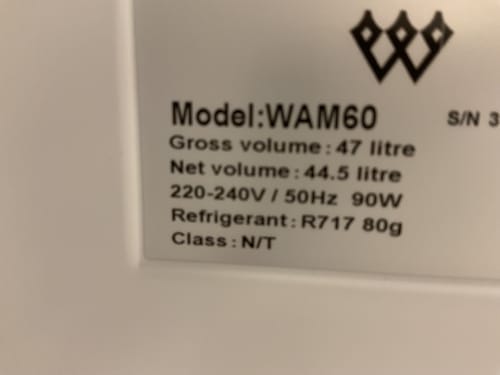 Model:WAM60
S/N 3
Gross volume : 47 litre
Net volume : 44.5 litre
220-240V / 50Hz 90W
Refrigerant : R717 80g
Class : N/T